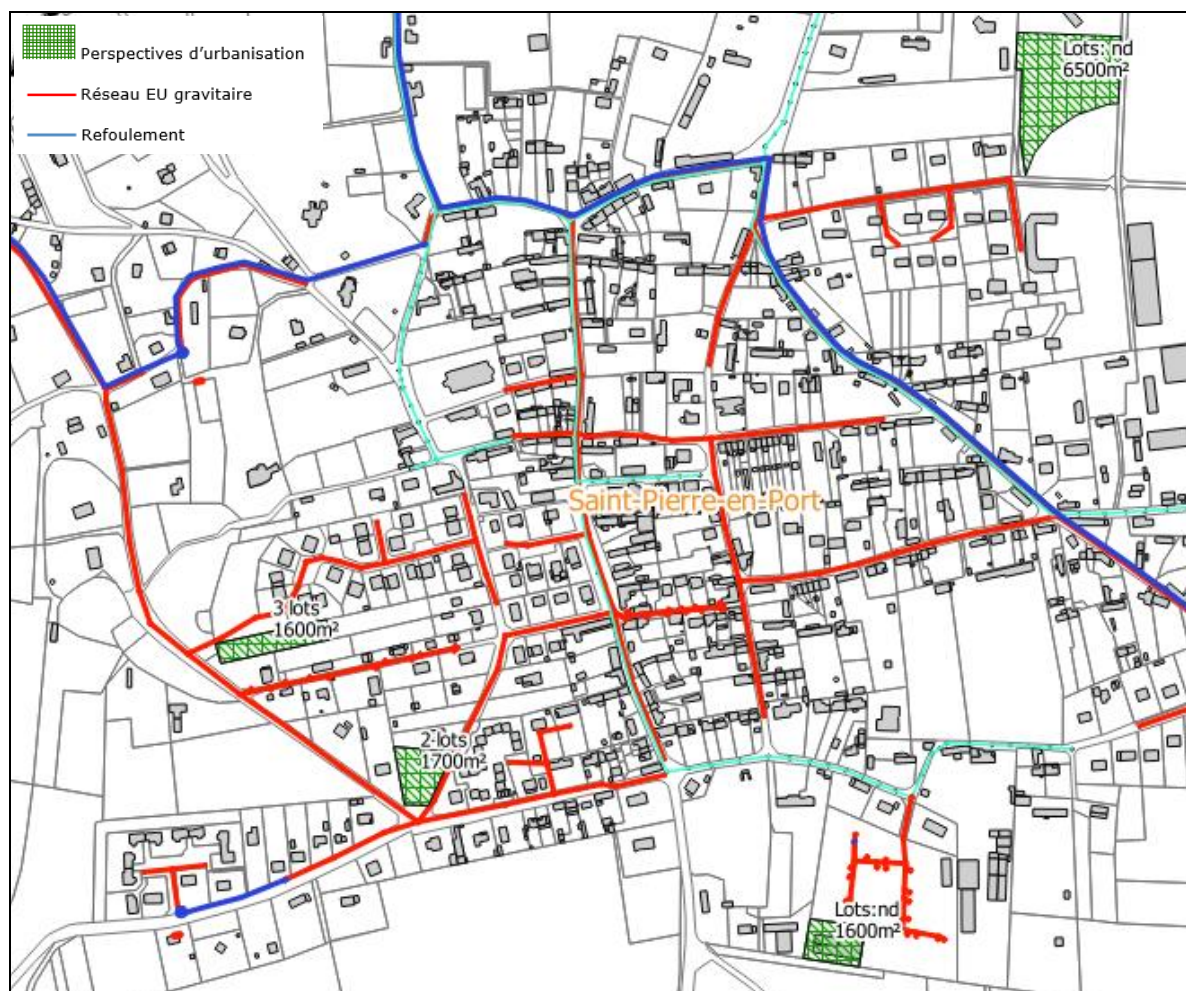 Perspectives d'urbanisation
Réseau EU gravitaire
Refoulement
Lots: nd
6500m²
Saint-Pierre-en-Port
3 lots
1600m²
2 lots
1700m²
Lots:nd
1600m²